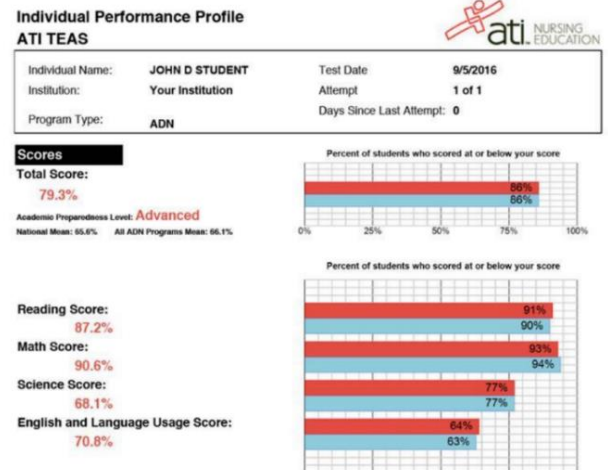 Individual Performance Profile
ATI TEAS
ati NURSING EDUCATION
Individual Name: JOHN D STUDENT Test Date 9/5/2016
Institution: Your Institution Attempt 1 of 1
Days Since Last Attempt: 0
Program Type: ADN
Scores
Total Score:
79.3%
Academic Preparedness Level: Advanced
National Mean: 65.6% All ADN Programs Mean: 66.1%
Percent of students who scored at or below your score
86%
86%
0% 25% 50% 75% 100%
Percent of students who scored at or below your score
Reading Score:
87.2%
91%
90%
Math Score:
90.6%
93%
94%
Science Score:
68.1%
77%
77%
English and Language Usage Score:
70.8%
64%
63%